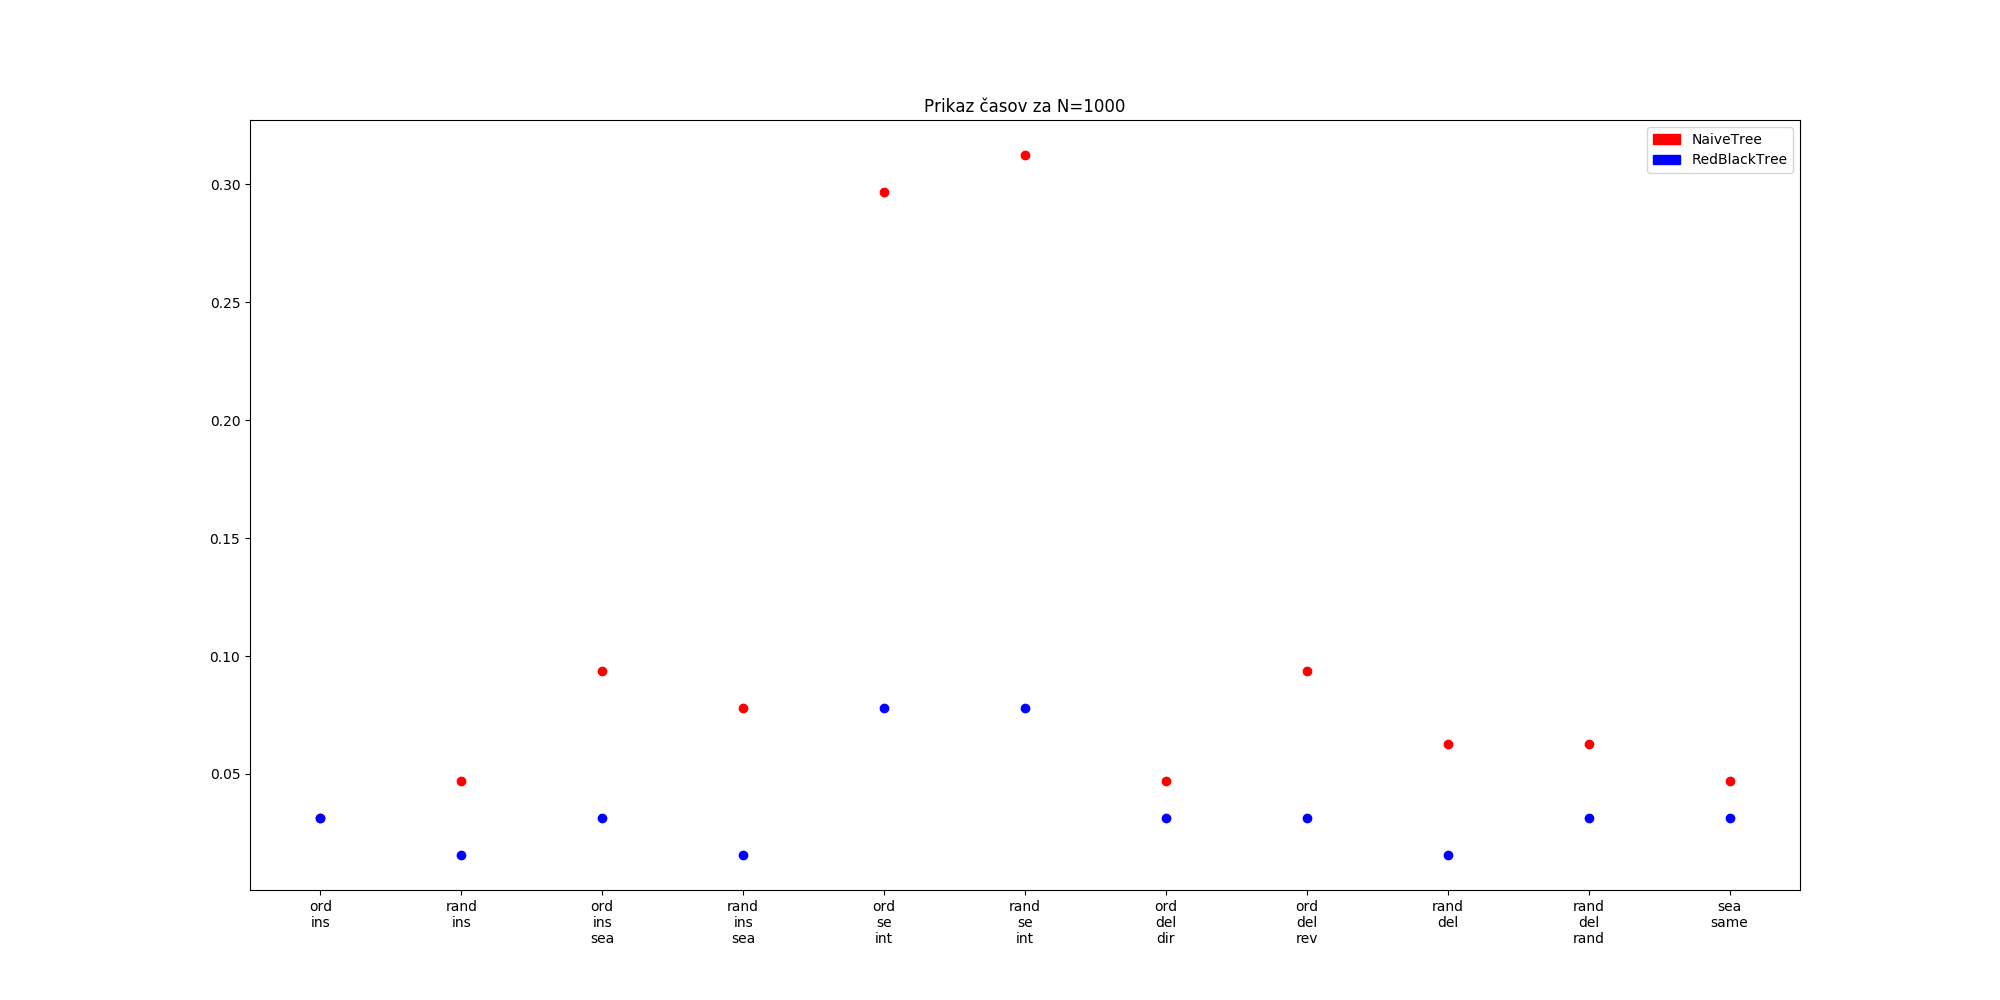 Prikaz časov za N=1000
NaiveTree
RedBlackTree
0.30
0.25
0.20
0.15
0.10
0.05
ord
ins
rand
ins
ord
ins
sea
rand
ins
sea
ord
se
int
rand
se
int
ord
del
dir
ord
del
rev
rand
del
rand
del
rand
sea
same